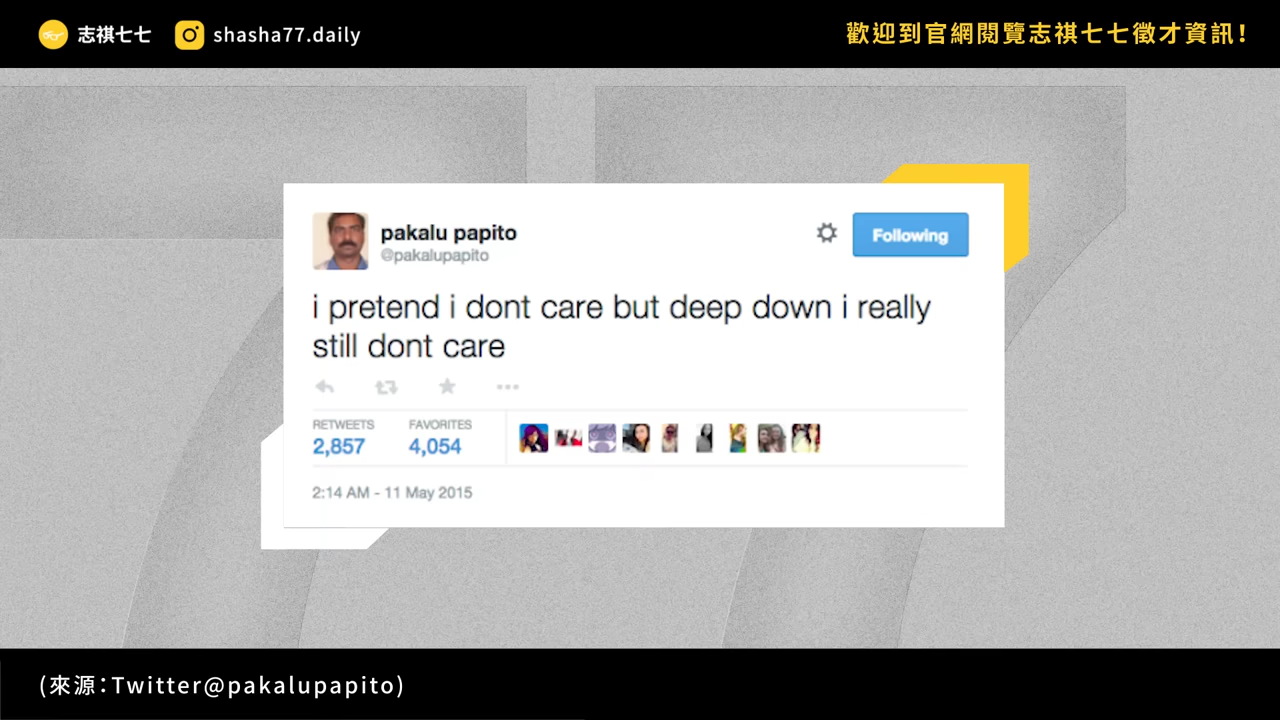 志祺七七
shasha77.daily
歡迎到官網閱覽志祺七七徵才資訊！
pakalu papito
@pakalupapito
Following
i pretend i dont care but deep down i really
still dont care
RETWEETS
FAVORITES
2,857
4,054
2:14 AM - 11 May 2015
(來源：Twitter@pakalupapito)